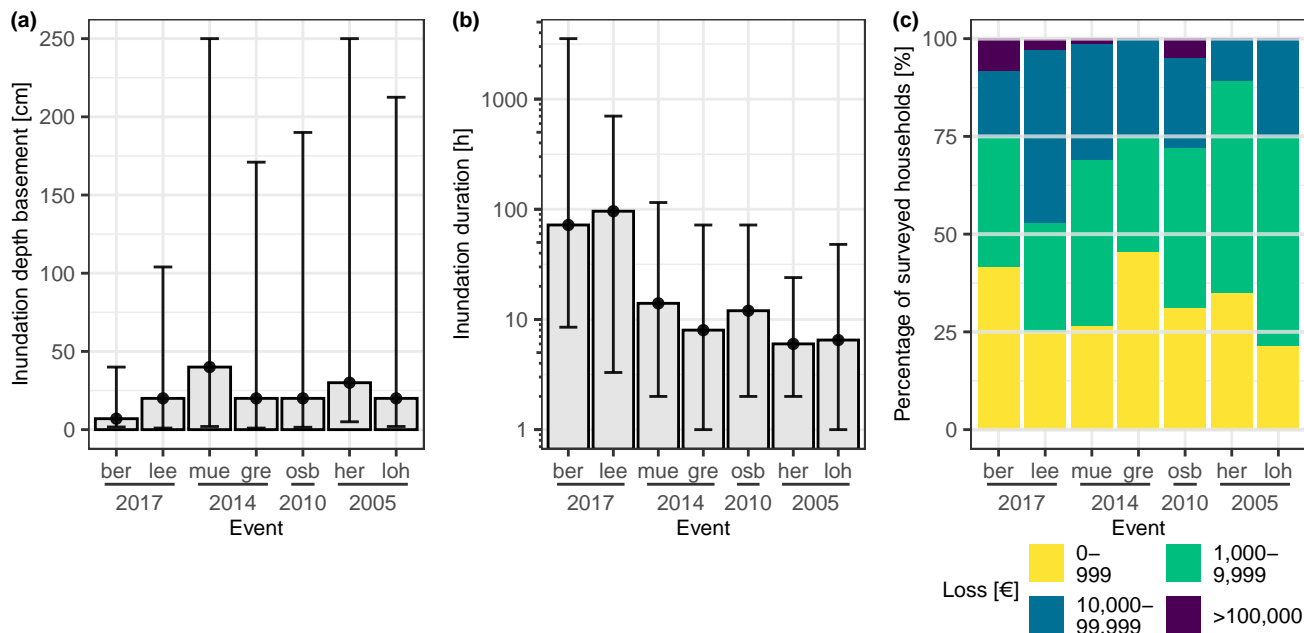 (a)
Inundation depth basement [cm]
250
200
150
100
50
0
ber lee mue gre osb her loh
2017 2014 2010 2005
Event
(b)
Inundation duration [h]
1000
100
10
1
ber lee mue gre osb her loh
2017 2014 2010 2005
Event
(c)
Percentage of surveyed households [%]
100
75
50
25
0
ber lee mue gre osb her loh
2017 2014 2010 2005
Event
Loss [€]
0–
999
1,000–
9,999
10,000–
99,999
>100,000